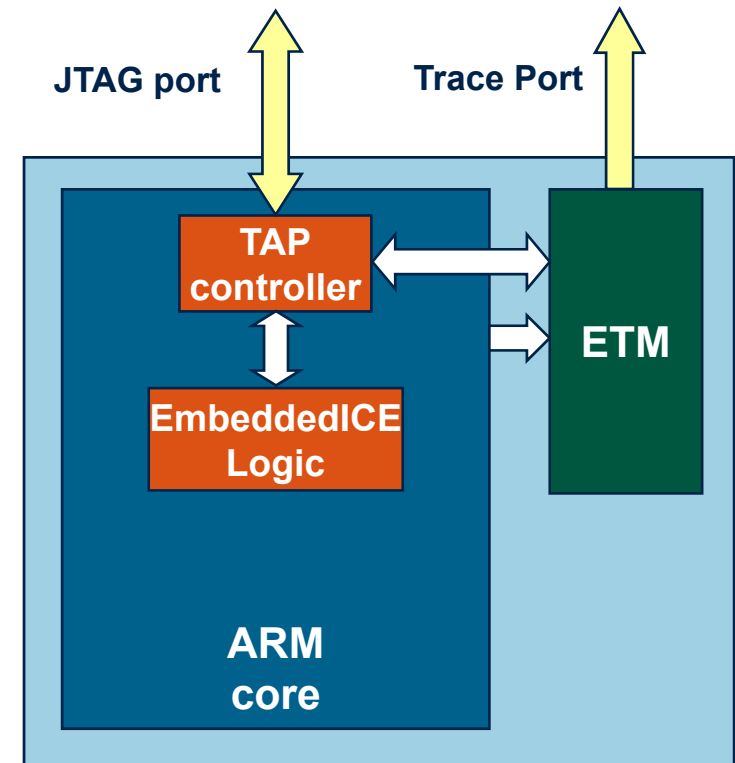 JTAG port
Trace Port
TAP
controller
ETM
EmbeddedICE
Logic
ARM
core